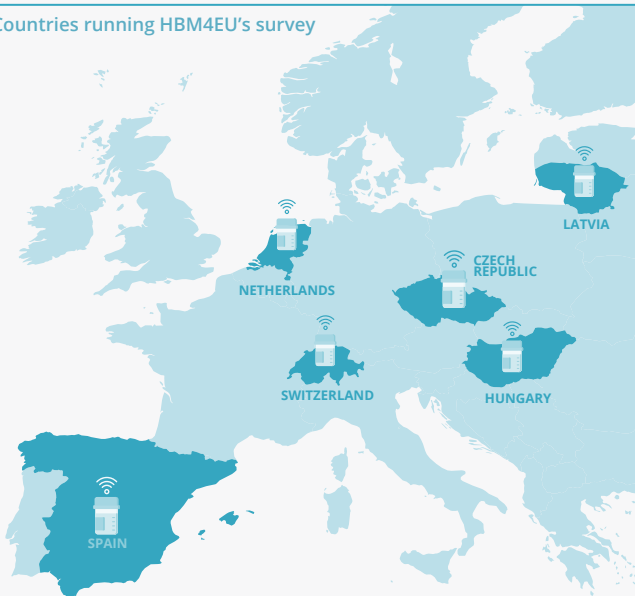 Countries running HBM4EU's survey
LATVIA
CZECH
REPUBLIC
NETHERLANDS
SWITZERLAND
HUNGARY
SPAIN